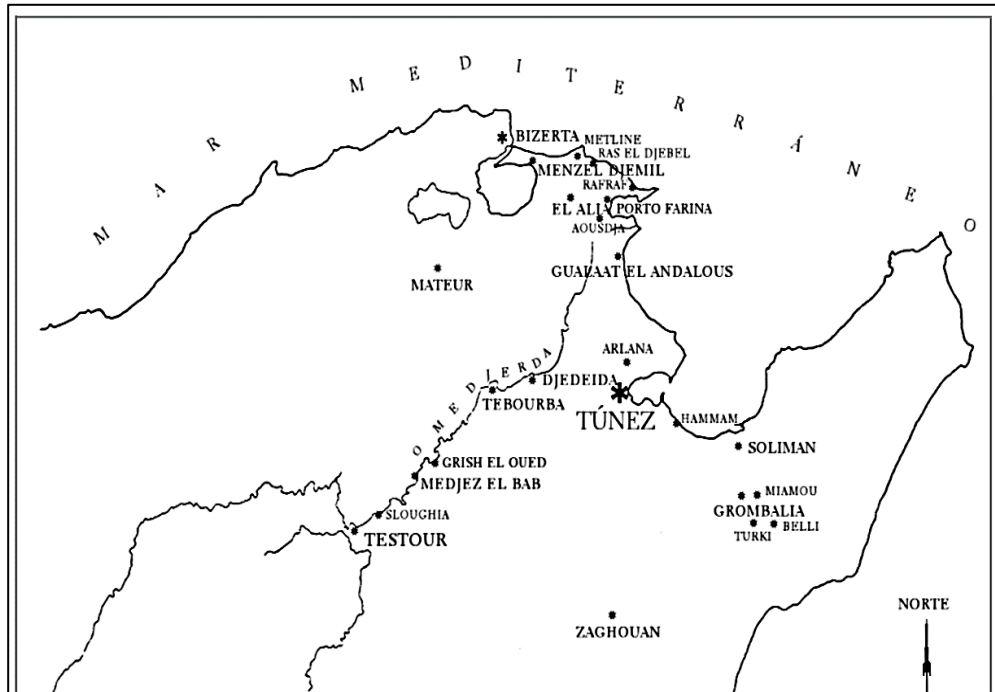 MAR MEDITERRÁNEO
BIZERTA
METLINE
RAS EL DJEBEL
MENZEL DJEMIL
RAFRAF
EL ALIA
PORTO FARINA
AOUSDJA
GUALAAT EL ANDALOUS
MATEUR
ARLANA
O MEDJERDA
DJEDEIDA
TEBOURBA
TÚNEZ
HAMMAM
SOLIMAN
GRISH EL OUED
MEDJEZ EL BAB
MIAMOU
GROMBALIA
SLOUGHIA
TURKI
BELLI
TESTOUR
NORTE
ZAGHOUAN